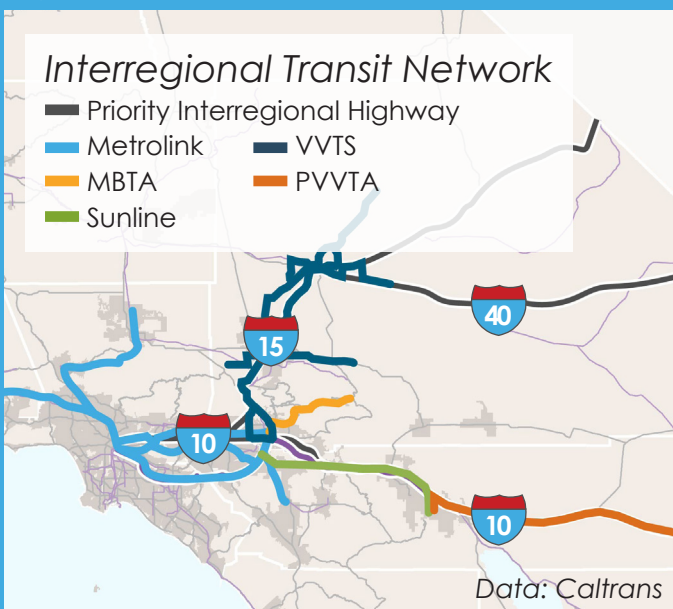 Interregional Transit Network
Priority Interregional Highway
Metrolink VVTS
MBTA PVVTA
Sunline
40
15
10
10
Data: Caltrans